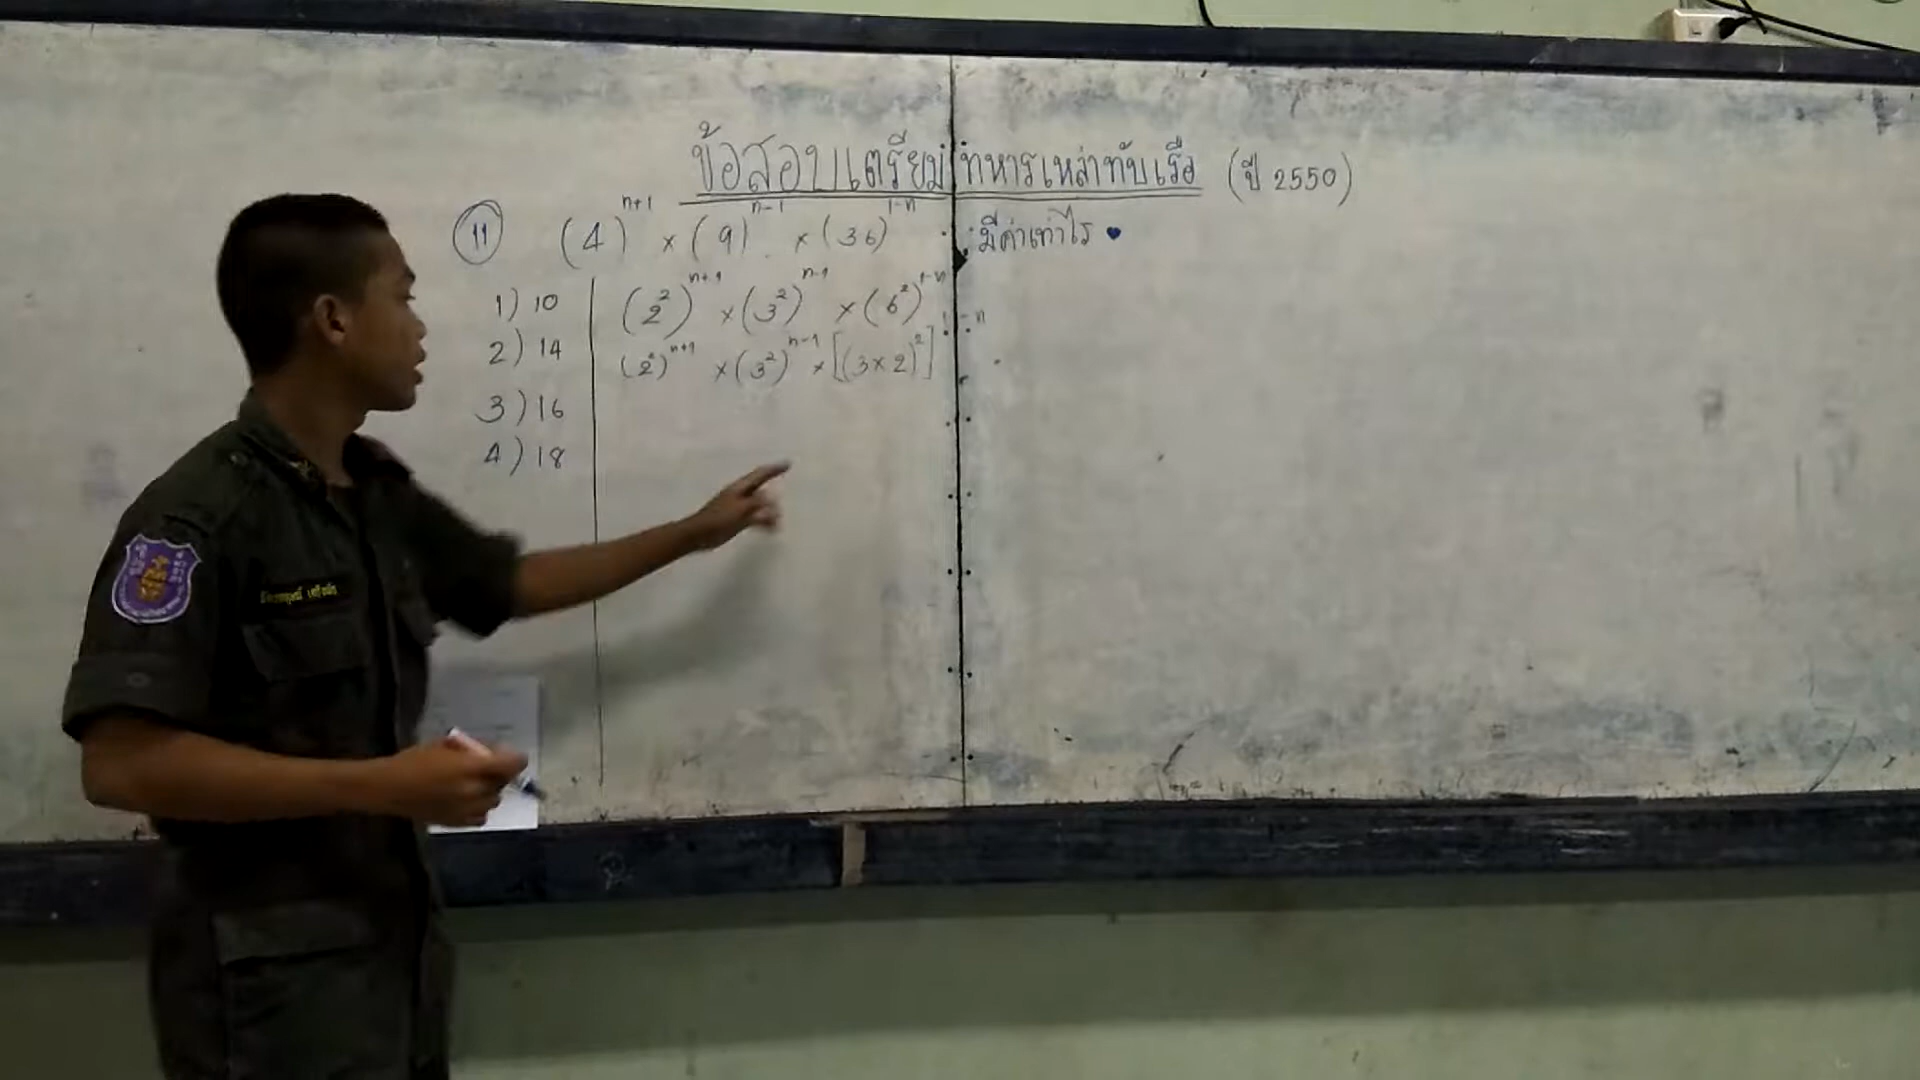 ข้อสอบเตรียมทหารเหล่าทัพเรือ (ปี 2550)
11 (4)^{n+1} × (9)^{n-1} × (36)^{1-n} มีค่าเท่าไร
1) 10
2) 14
3) 16
4) 18
(2²)^{n+1} × (3²)^{n-1} × (6²)^{1-n}
(2²)^{n+1} × (3²)^{n-1} × [(3×2)²]^{1-n}